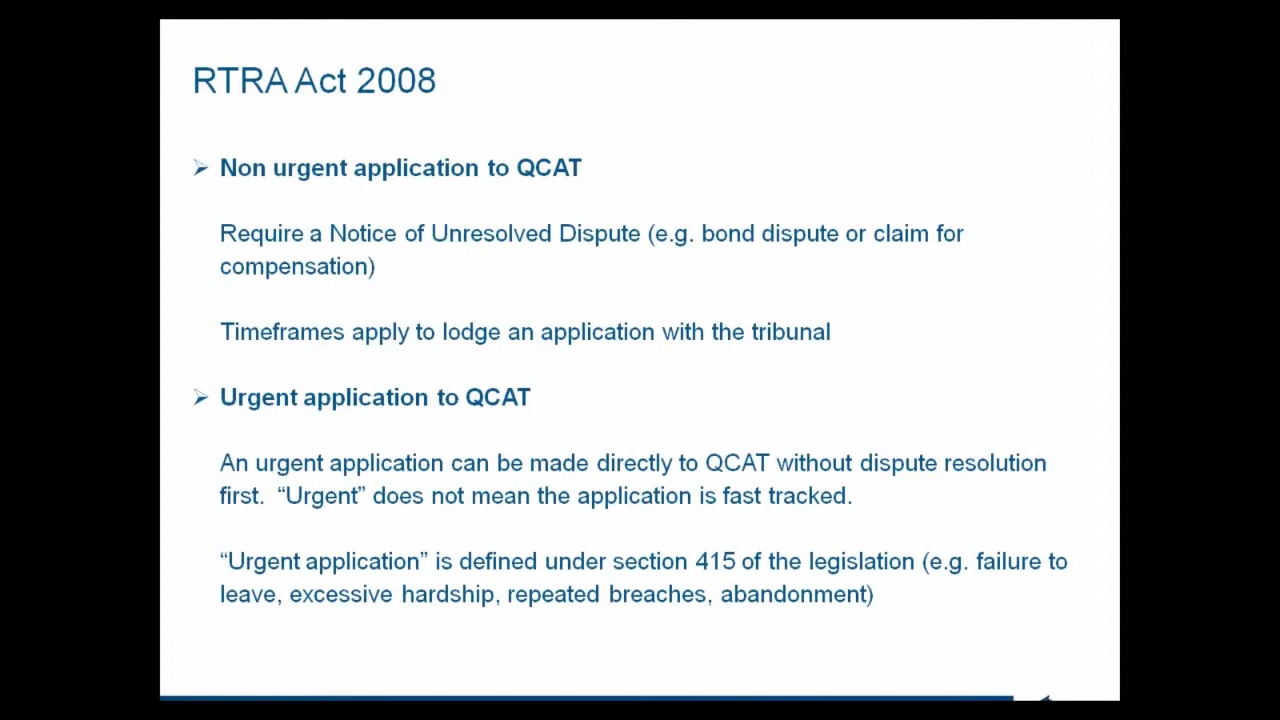 RTRA Act 2008
➢ Non urgent application to QCAT
Require a Notice of Unresolved Dispute (e.g. bond dispute or claim for
compensation)
Timeframes apply to lodge an application with the tribunal
➢ Urgent application to QCAT
An urgent application can be made directly to QCAT without dispute resolution
first.  “Urgent” does not mean the application is fast tracked.
“Urgent application” is defined under section 415 of the legislation (e.g. failure to
leave, excessive hardship, repeated breaches, abandonment)